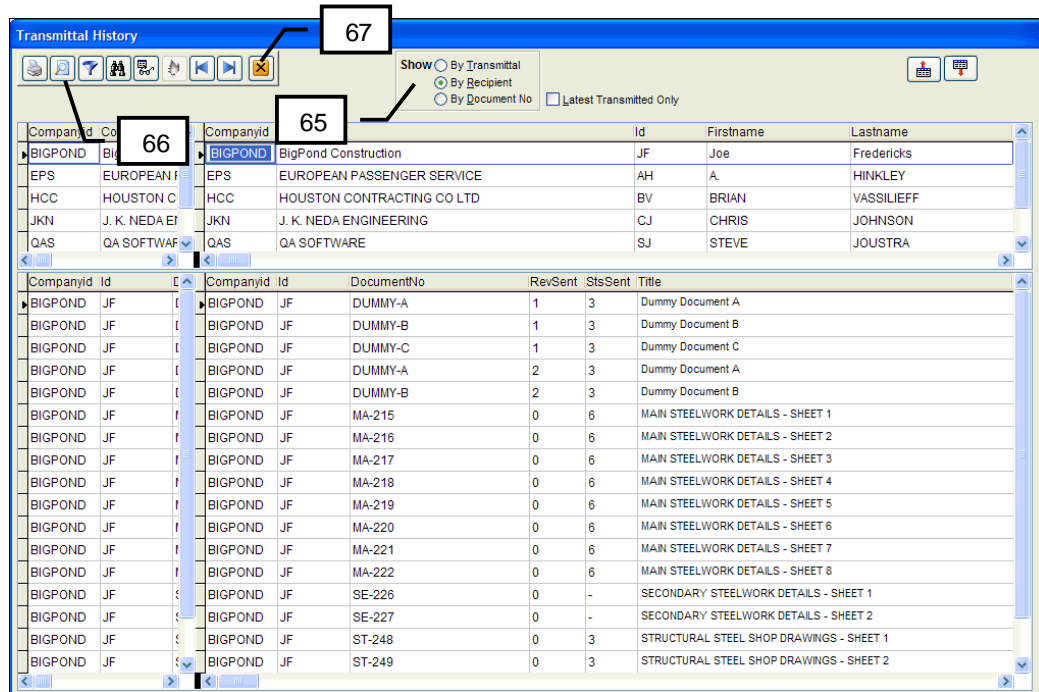 Transmittal History
67
Show By Transmittal
By Recipient
By Document No
Latest Transmitted Only
65
66
Companyid Co Companyid Id Firstname Lastname
BIGPOND Big BIGPOND BigPond Construction JF Joe Fredericks
EPS EUROPEAN EPS EUROPEAN PASSENGER SERVICE AH A. HINKLEY
HCC HOUSTON C HCC HOUSTON CONTRACTING CO LTD BV BRIAN VASSILIEFF
JKN J. K. NEDA EN JKN J. K. NEDA ENGINEERING CJ CHRIS JOHNSON
QAS QA SOFTWAR QAS QA SOFTWARE SJ STEVE JOUSTRA
Companyid Id D Companyid Id DocumentNo RevSent StsSent Title
BIGPOND JF D BIGPOND JF DUMMY-A 1 3 Dummy Document A
BIGPOND JF D BIGPOND JF DUMMY-B 1 3 Dummy Document B
BIGPOND JF D BIGPOND JF DUMMY-C 1 3 Dummy Document C
BIGPOND JF D BIGPOND JF DUMMY-A 2 3 Dummy Document A
BIGPOND JF D BIGPOND JF DUMMY-B 2 3 Dummy Document B
BIGPOND JF M BIGPOND JF MA-215 0 6 MAIN STEELWORK DETAILS - SHEET 1
BIGPOND JF M BIGPOND JF MA-216 0 6 MAIN STEELWORK DETAILS - SHEET 2
BIGPOND JF M BIGPOND JF MA-217 0 6 MAIN STEELWORK DETAILS - SHEET 3
BIGPOND JF M BIGPOND JF MA-218 0 6 MAIN STEELWORK DETAILS - SHEET 4
BIGPOND JF M BIGPOND JF MA-219 0 6 MAIN STEELWORK DETAILS - SHEET 5
BIGPOND JF M BIGPOND JF MA-220 0 6 MAIN STEELWORK DETAILS - SHEET 6
BIGPOND JF M BIGPOND JF MA-221 0 6 MAIN STEELWORK DETAILS - SHEET 7
BIGPOND JF M BIGPOND JF MA-222 0 6 MAIN STEELWORK DETAILS - SHEET 8
BIGPOND JF S BIGPOND JF SE-226 0 - SECONDARY STEELWORK DETAILS - SHEET 1
BIGPOND JF S BIGPOND JF SE-227 0 - SECONDARY STEELWORK DETAILS - SHEET 2
BIGPOND JF S BIGPOND JF ST-248 0 3 STRUCTURAL STEEL SHOP DRAWINGS - SHEET 1
BIGPOND JF S BIGPOND JF ST-249 0 3 STRUCTURAL STEEL SHOP DRAWINGS - SHEET 2